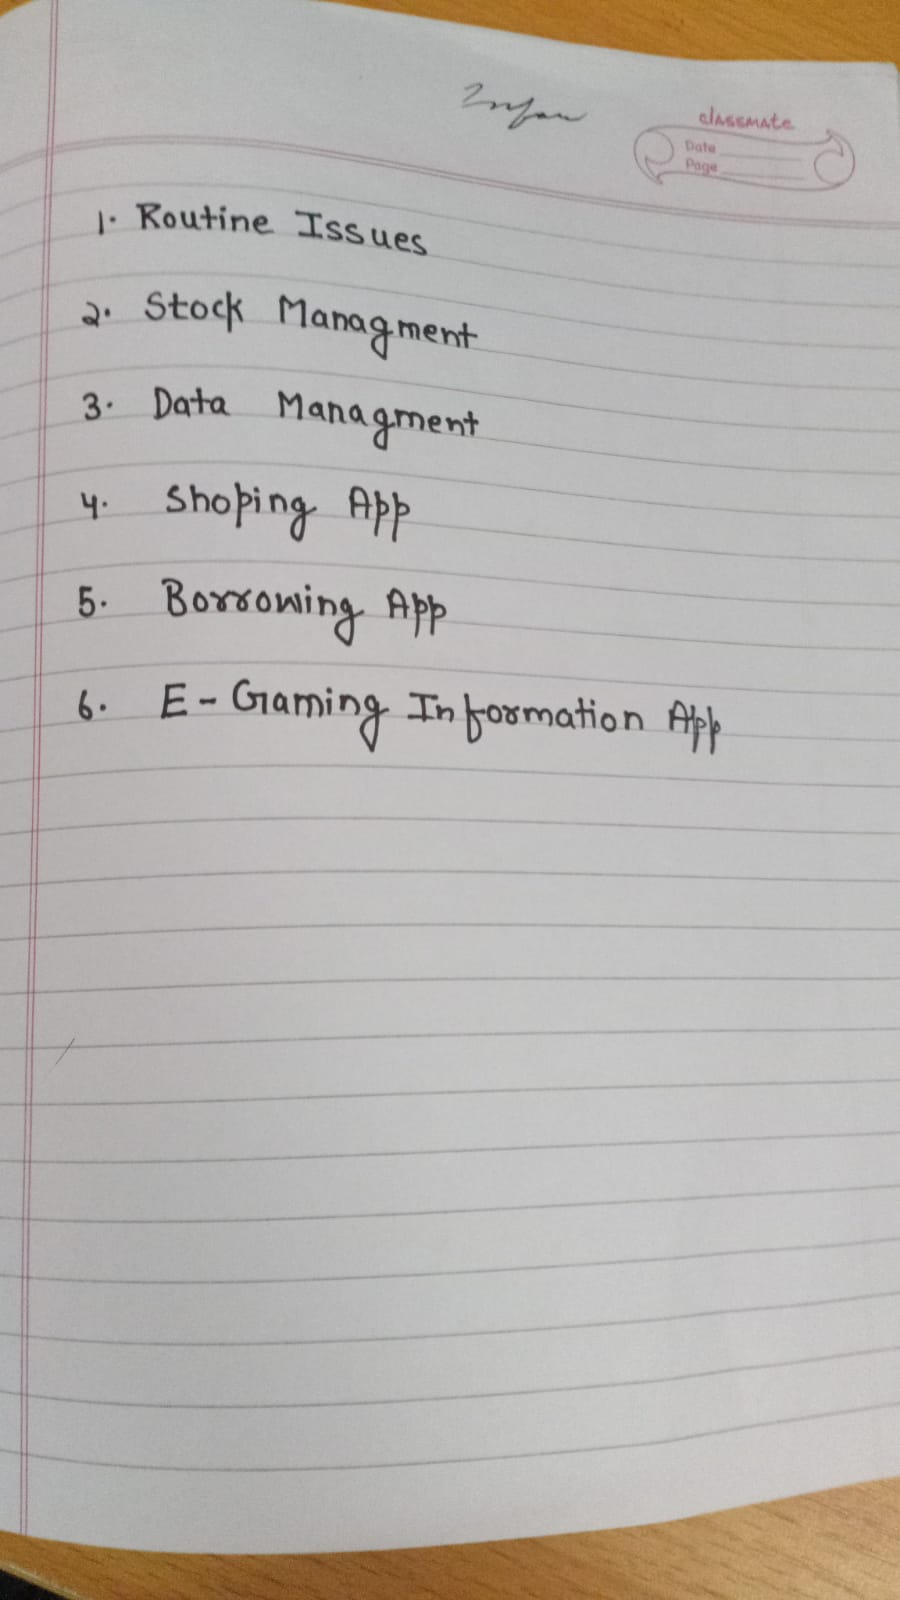 classmate
Date
Page
1. Routine Issues
2. Stock Managment
3. Data Managment
4. Shoping App
5. Borrowing App
6. E-Gaming Information App